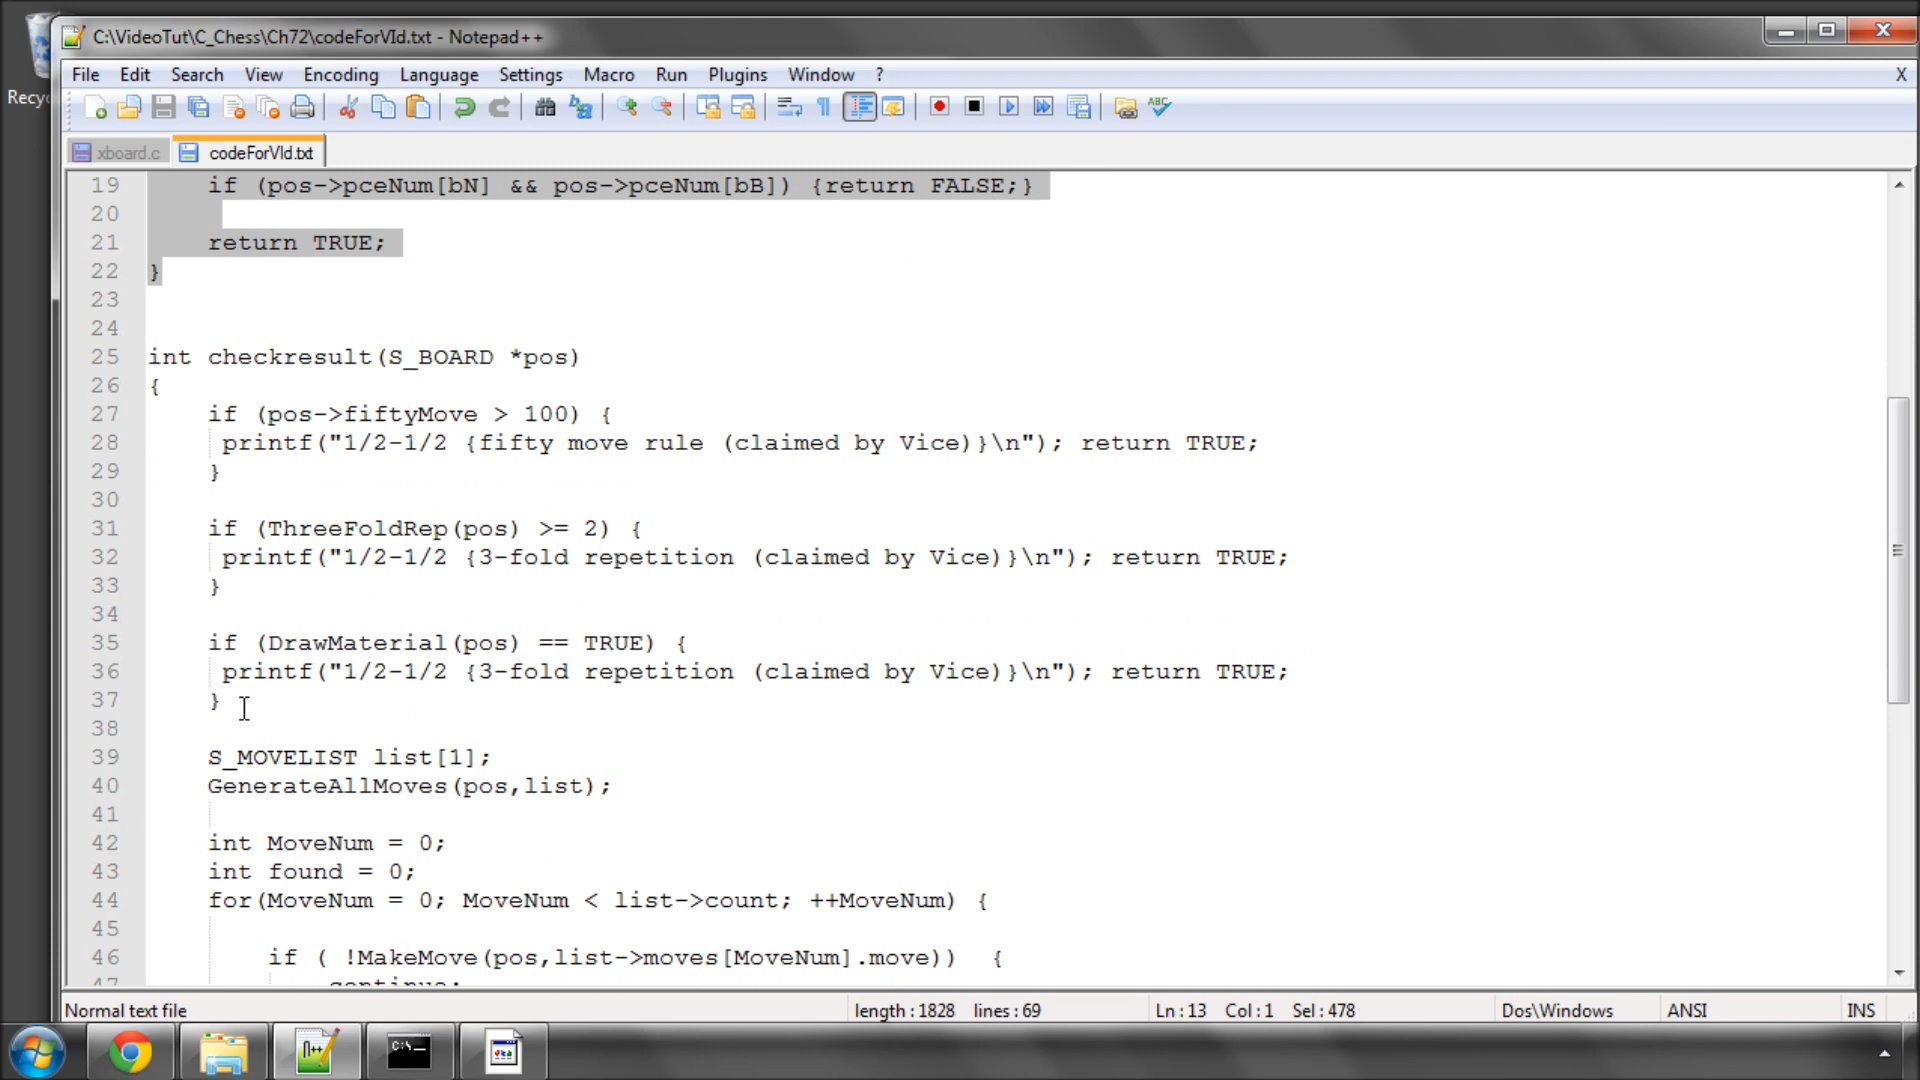 C:\VideoTut\C_Chess\Ch72\codeForVId.txt - Notepad++
File Edit Search View Encoding Language Settings Macro Run Plugins Window ? X
xboard.c codeForVId.txt
Recyc
19 if (pos->pceNum[bN] && pos->pceNum[bB]) {return FALSE;}
20
21 return TRUE;
22 }
23
24
25 int checkresult(S_BOARD *pos)
26 {
27 if (pos->fiftyMove > 100) {
28 printf("1/2-1/2 {fifty move rule (claimed by Vice)}\n"); return TRUE;
29 }
30
31 if (ThreeFoldRep(pos) >= 2) {
32 printf("1/2-1/2 {3-fold repetition (claimed by Vice)}\n"); return TRUE;
33 }
34
35 if (DrawMaterial(pos) == TRUE) {
36 printf("1/2-1/2 {3-fold repetition (claimed by Vice)}\n"); return TRUE;
37 }
38
39 S_MOVELIST list[1];
40 GenerateAllMoves(pos,list);
41
42 int MoveNum = 0;
43 int found = 0;
44 for(MoveNum = 0; MoveNum < list->count; ++MoveNum) {
45
46 if ( !MakeMove(pos,list->moves[MoveNum].move)) {
47 continue;
Normal text file length : 1828 lines : 69 Ln : 13 Col : 1 Sel : 478 Dos\Windows ANSI INS